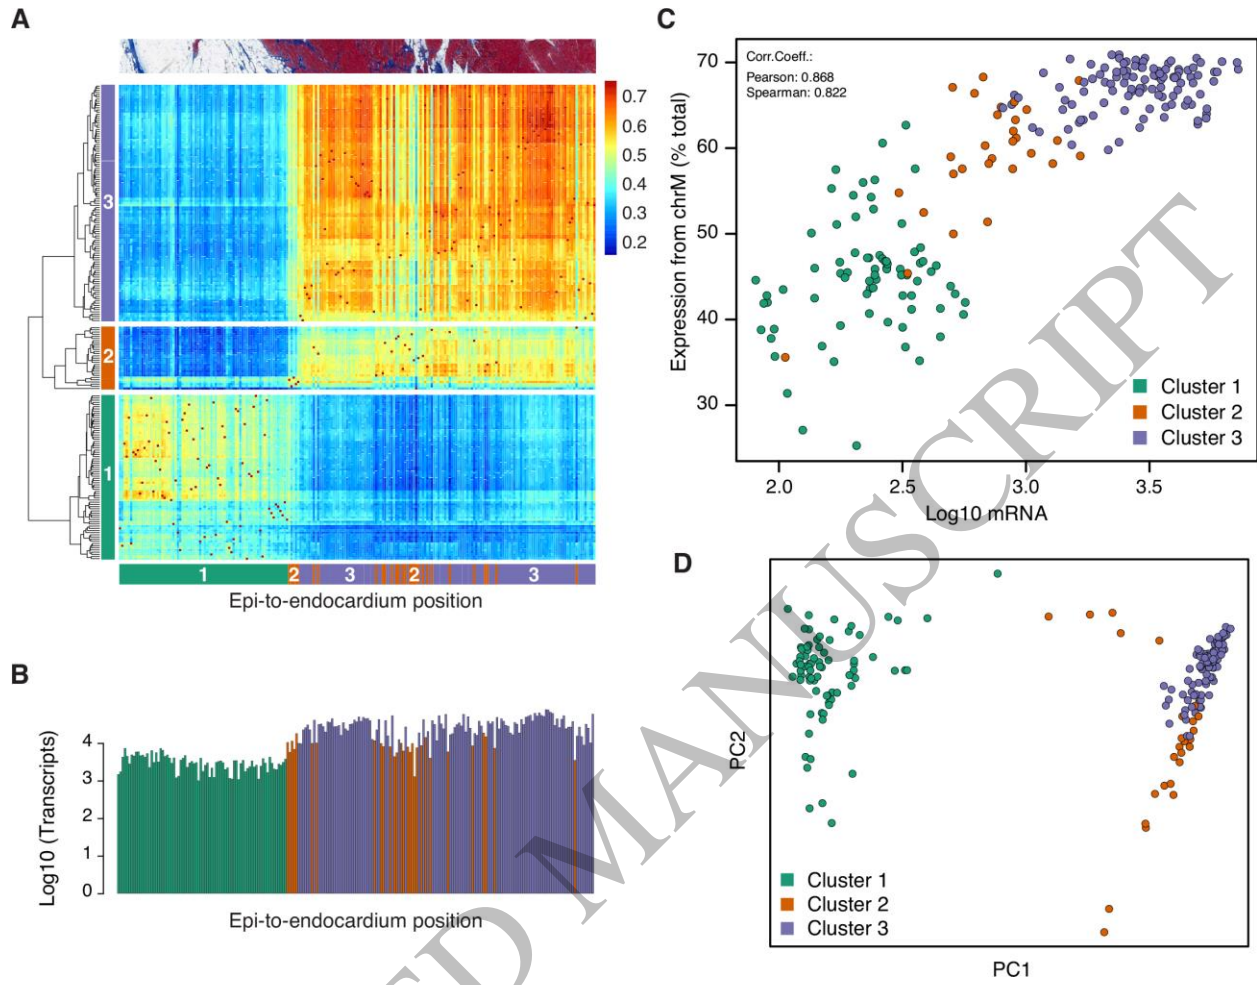 A
3
2
1
0.7
0.6
0.5
0.4
0.3
0.2
1 2 3 2 3
Epi-to-endocardium position
B
Log10 (Transcripts)
4
3
2
1
0
Epi-to-endocardium position
C
Corr.Coeff.:
Pearson: 0.868
Spearman: 0.822
Expression from chrM (% total)
70
60
50
40
30
Cluster 1
Cluster 2
Cluster 3
2.0 2.5 3.0 3.5
Log10 mRNA
D
PC2
Cluster 1
Cluster 2
Cluster 3
PC1
ED MANUSCRIPT